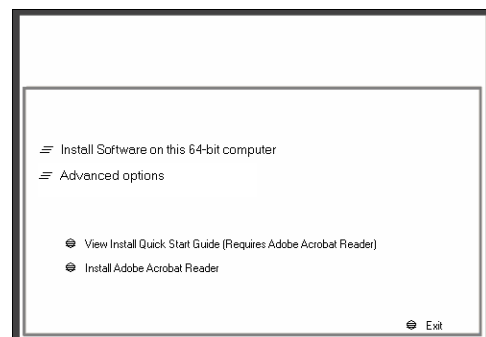 Install Software on this 64-bit computer
Advanced options
View Install Quick Start Guide (Requires Adobe Acrobat Reader)
Install Adobe Acrobat Reader
Exit